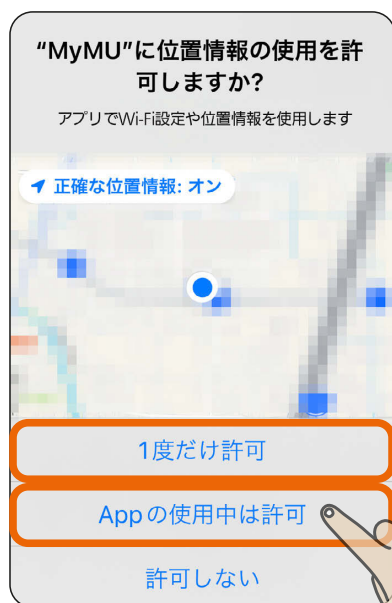 “MyMU”に位置情報の使用を許
可しますか?
アプリでWi-Fi設定や位置情報を使用します
正確な位置情報: オン
1度だけ許可
Appの使用中は許可
許可しない